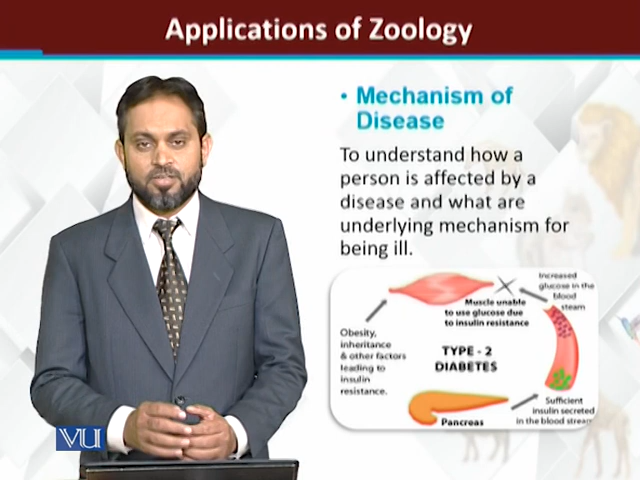 Applications of Zoology
• Mechanism of
Disease
To understand how a
person is affected by a
disease and what are
underlying mechanism for
being ill.
Increased
glucose in the
blood
steam
Muscle unable
to use glucose due
to insulin resistance
Obesity,
inheritance
& other factors
leading to
insulin
resistance.
TYPE - 2
DIABETES
Sufficient
insulin secreted
in the blood stream
Pancreas
VU